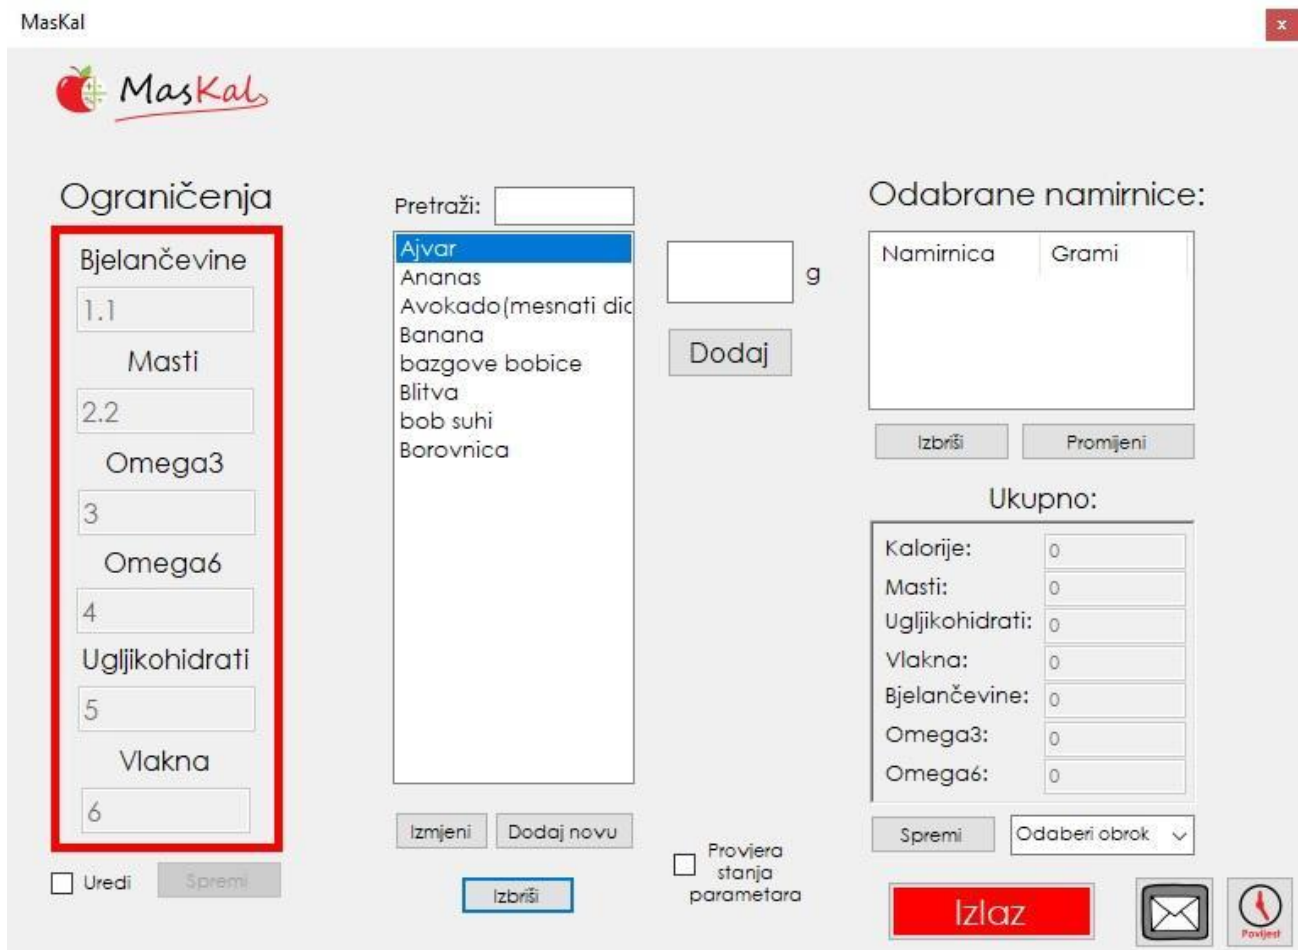 MasKal
x
MasKal
Ograničenja
Bjelančevine
1.1
Masti
2.2
Omega3
3
Omega6
4
Ugljikohidrati
5
Vlakna
6
Uredi
Spremi
Pretraži:
Ajvar
Ananas
Avokado(mesnati dic
Banana
bazgove bobice
Blitva
bob suhi
Borovnica
Izmjeni
Dodaj novu
Izbriši
g
Dodaj
Provjera
stanja
parametara
Odabrane namirnice:
Namirnica Grami
Izbriši
Promijeni
Ukupno:
Kalorije: 0
Masti: 0
Ugljikohidrati: 0
Vlakna: 0
Bjelančevine: 0
Omega3: 0
Omega6: 0
Spremi
Odaberi obrok
Izlaz
Povijest